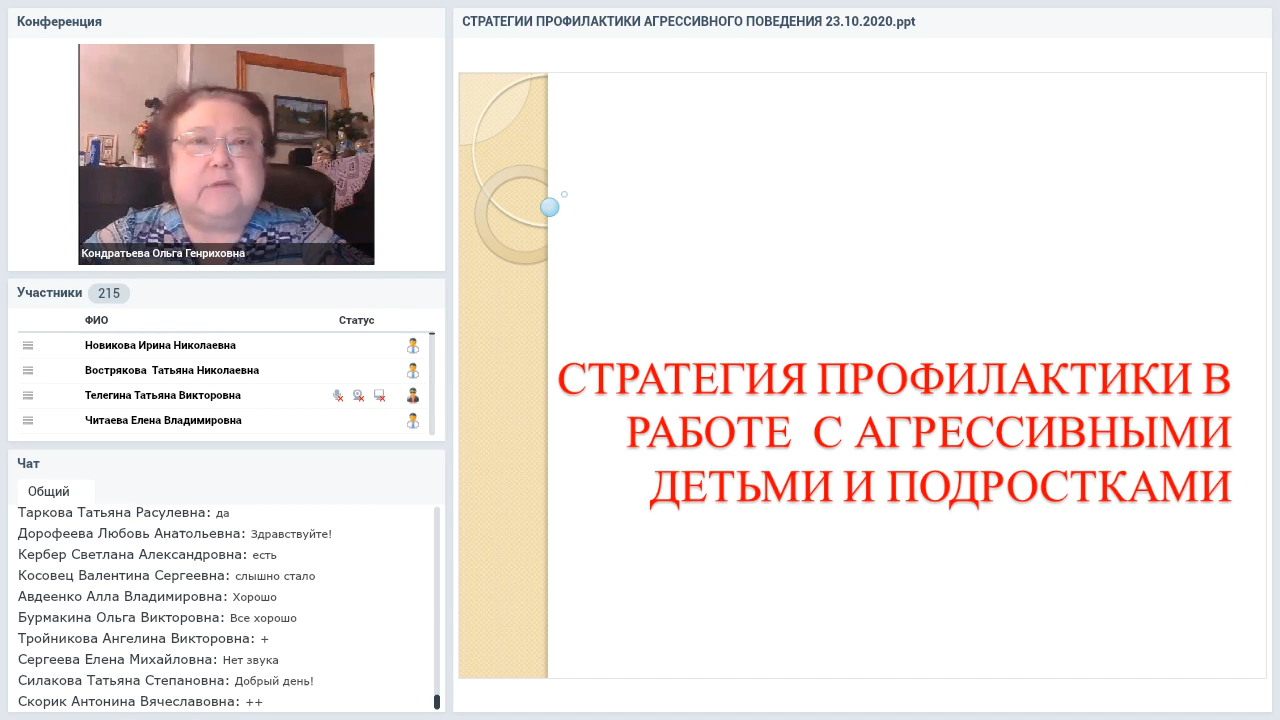 Конференция
Кондратьева Ольга Генриховна
Участники 215
ФИО Статус
Новикова Ирина Николаевна
Вострякова Татьяна Николаевна
Телегина Татьяна Викторовна
Читаева Елена Владимировна
Чат
Общий
Таркова Татьяна Расулевна: да
Дорофеева Любовь Анатольевна: Здравствуйте!
Кербер Светлана Александровна: есть
Косовец Валентина Сергеевна: слышно стало
Авдеенко Алла Владимировна: Хорошо
Бурмакина Ольга Викторовна: Все хорошо
Тройникова Ангелина Викторовна: +
Сергеева Елена Михайловна: Нет звука
Силакова Татьяна Степановна: Добрый день!
Скорик Антонина Вячеславовна: ++
СТРАТЕГИИ ПРОФИЛАКТИКИ АГРЕССИВНОГО ПОВЕДЕНИЯ 23.10.2020.ppt
СТРАТЕГИЯ ПРОФИЛАКТИКИ В
РАБОТЕ С АГРЕССИВНЫМИ
ДЕТЬМИ И ПОДРОСТКАМИ